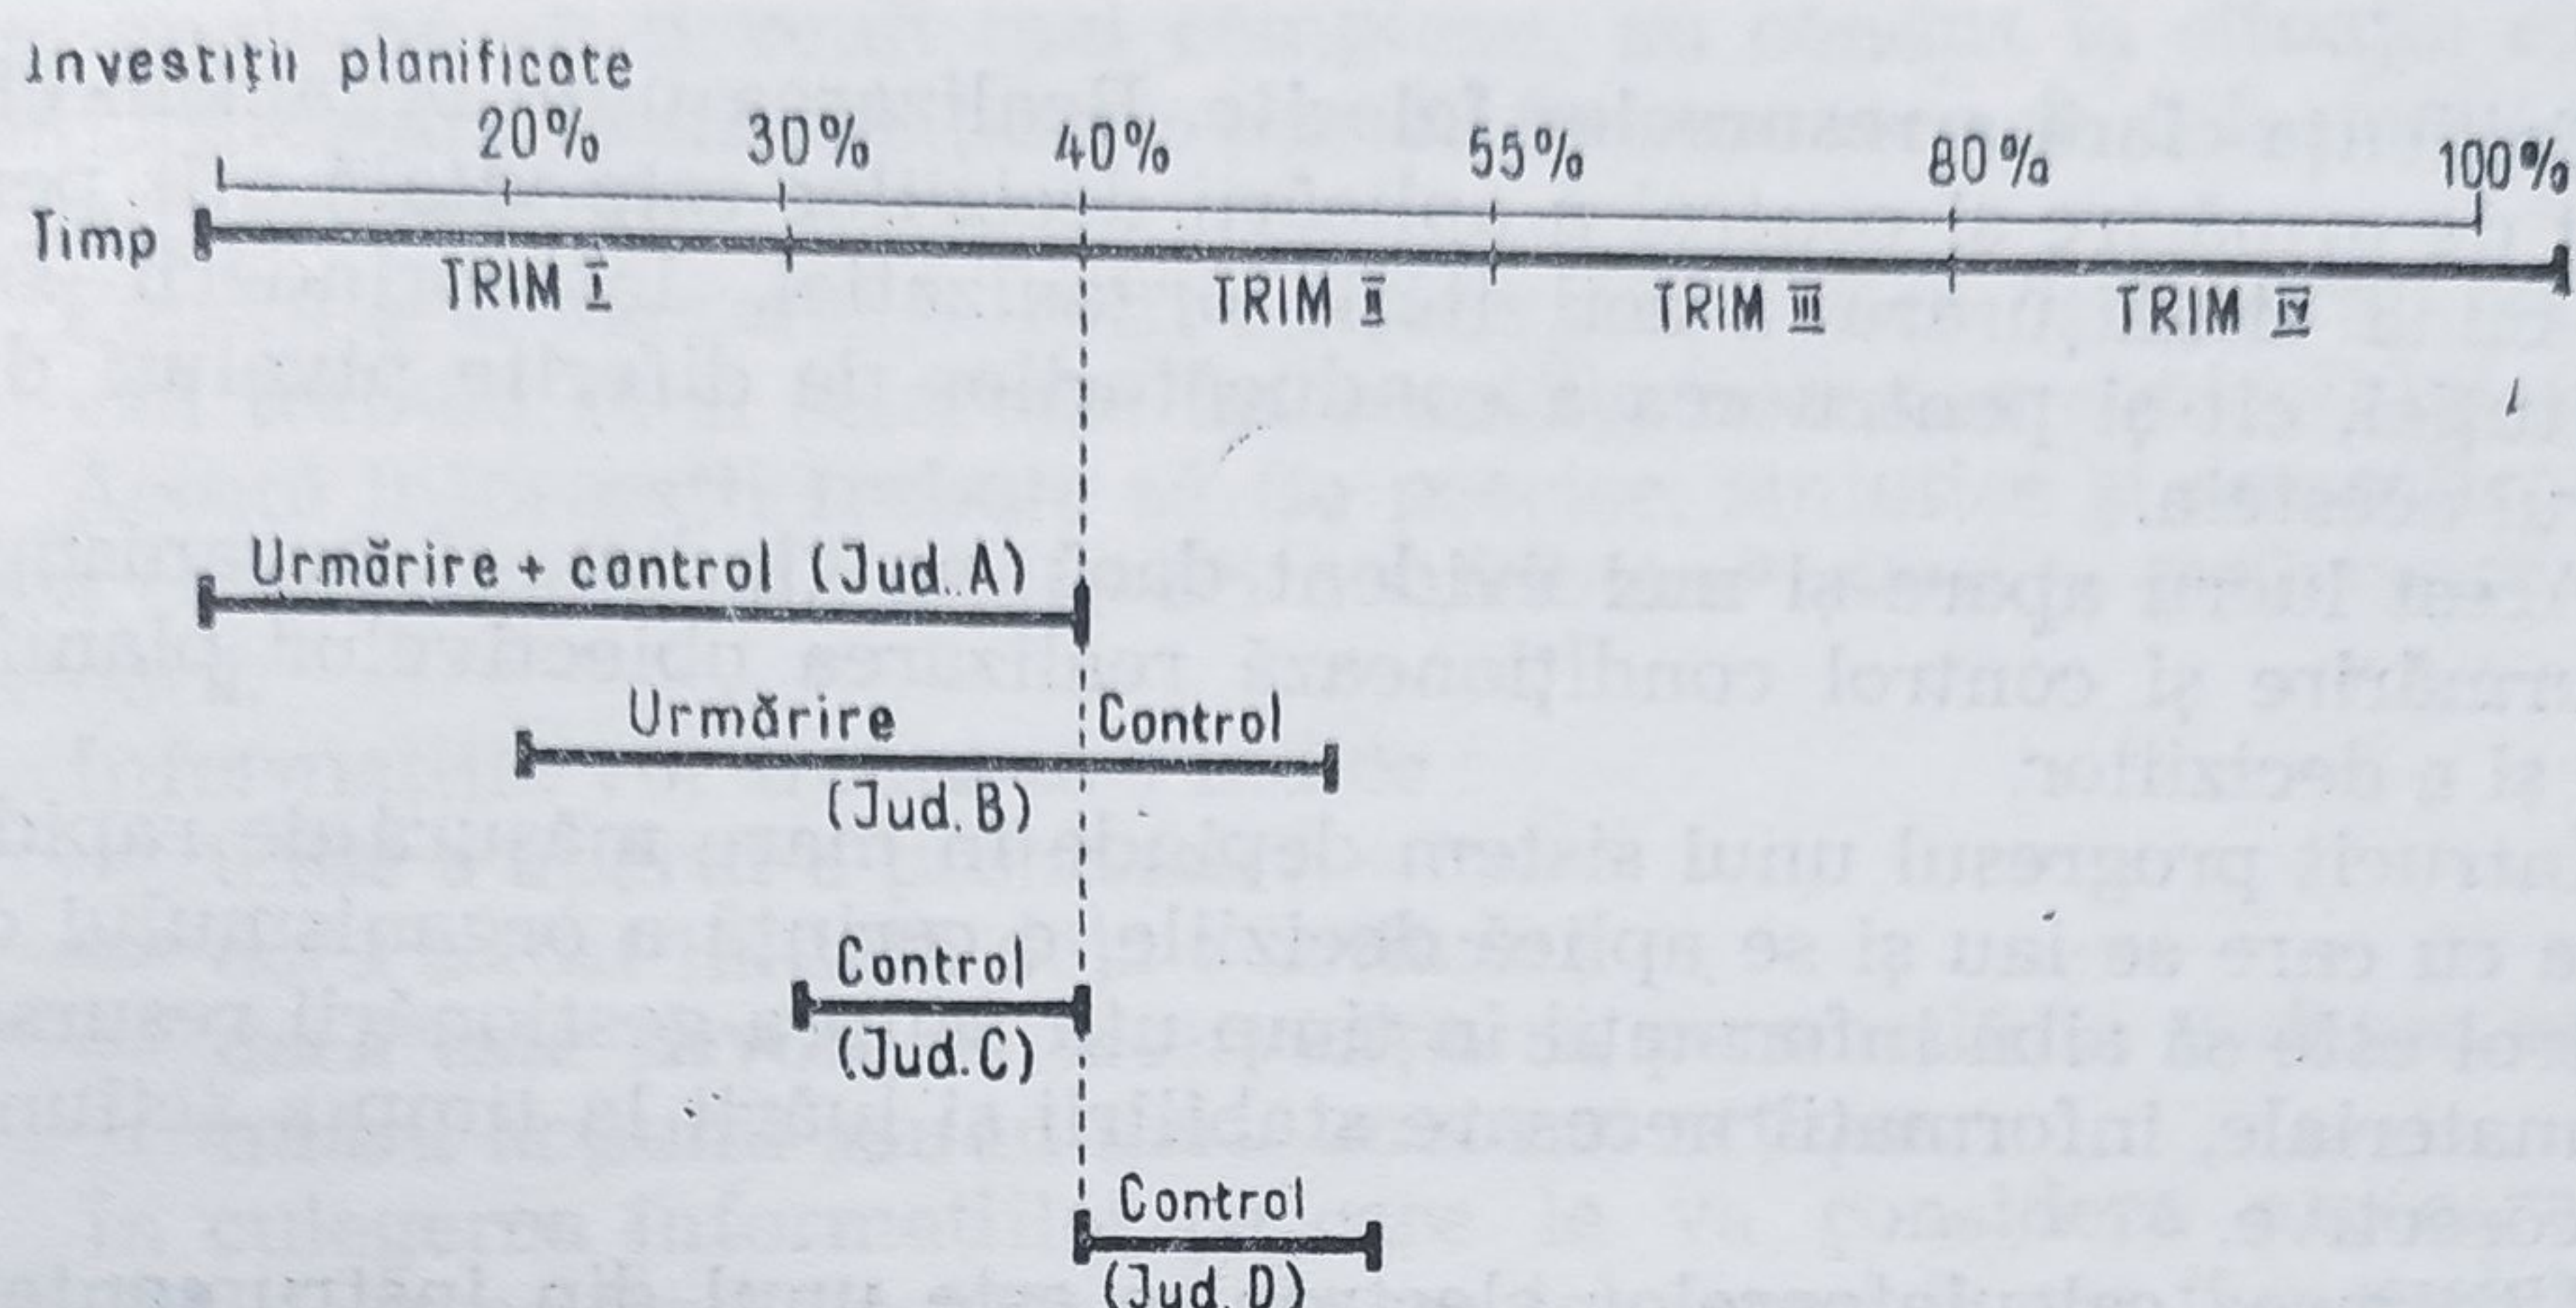 Investiții planificate
20% 30% 40% 55% 80% 100%
Timp
TRIM I TRIM II TRIM III TRIM IV
Urmărire + control (Jud. A)
Urmărire Control
(Jud. B)
Control
(Jud. C)
Control
(Jud. D)